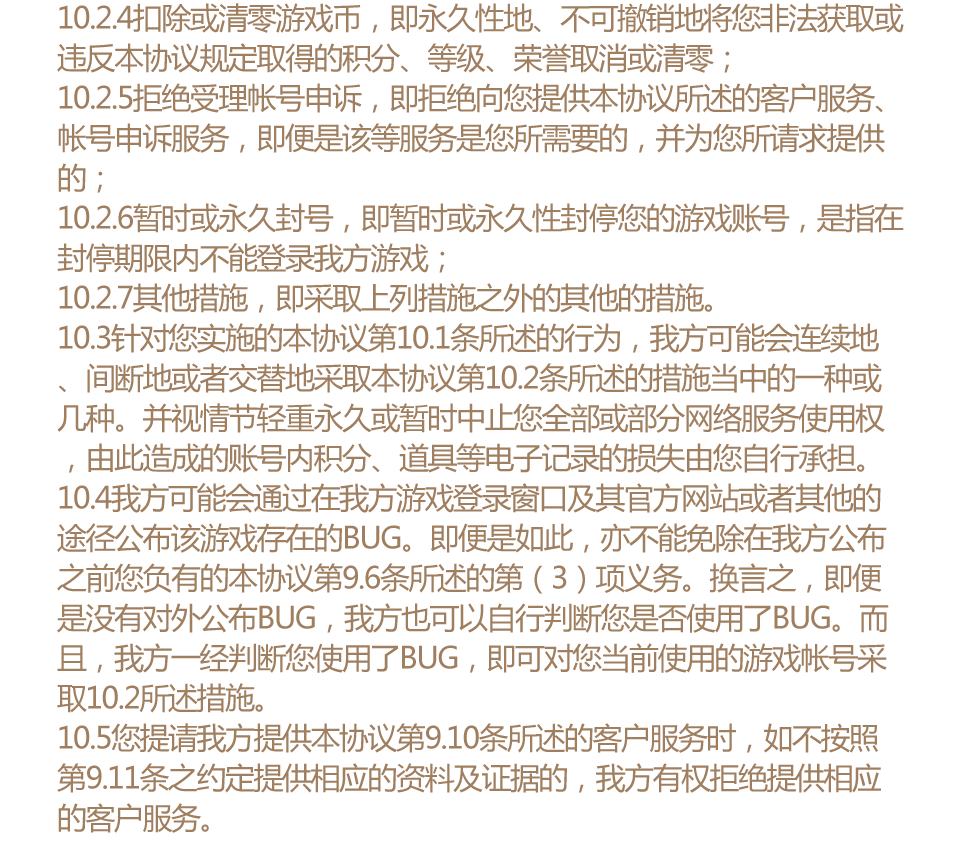 10.2.4扣除或清零游戏币，即永久性地、不可撤销地将您非法获取或
违反本协议规定取得的积分、等级、荣誉取消或清零；
10.2.5拒绝受理帐号申诉，即拒绝向您提供本协议所述的客户服务、
帐号申诉服务，即便是该等服务是您所需要的，并为您所请求提供
的；
10.2.6暂时或永久封号，即暂时或永久性封停您的游戏账号，是指在
封停期限内不能登录我方游戏；
10.2.7其他措施，即采取上列措施之外的其他的措施。
10.3针对您实施的本协议第10.1条所述的行为，我方可能会连续地
、间断地或者交替地采取本协议第10.2条所述的措施当中的一种或
几种。并视情节轻重永久或暂时中止您全部或部分网络服务使用权
，由此造成的账号内积分、道具等电子记录的损失由您自行承担。
10.4我方可能会通过在我方游戏登录窗口及其官方网站或者其他的
途径公布该游戏存在的BUG。即便是如此，亦不能免除在我方公布
之前您负有的本协议第9.6条所述的第（3）项义务。换言之，即便
是没有对外公布BUG，我方也可以自行判断您是否使用了BUG。而
且，我方一经判断您使用了BUG，即可对您当前使用的游戏帐号采
取10.2所述措施。
10.5您提请我方提供本协议第9.10条所述的客户服务时，如不按照
第9.11条之约定提供相应的资料及证据的，我方有权拒绝提供相应
的客户服务。